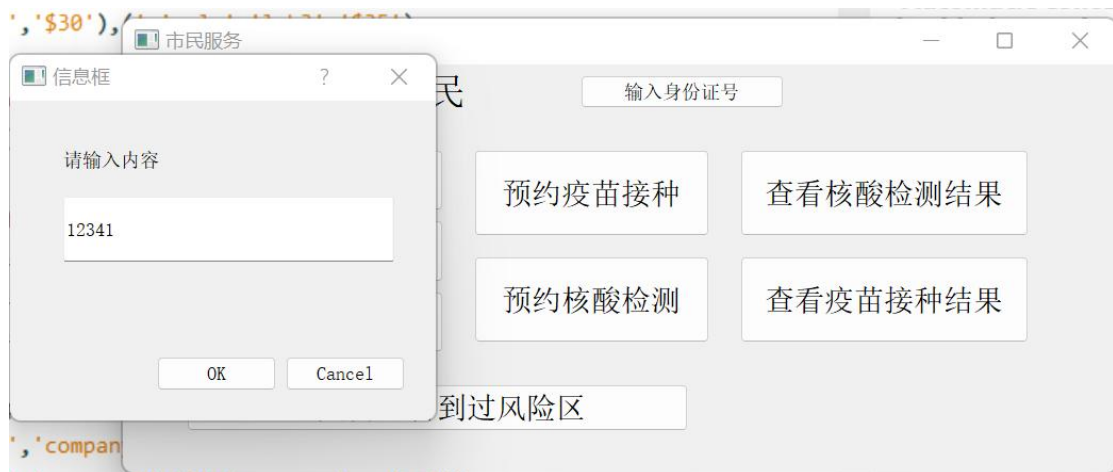 ','$30'),(
市民服务
信息框
民
输入身份证号
请输入内容
12341
预约疫苗接种
查看核酸检测结果
预约核酸检测
查看疫苗接种结果
OK
Cancel
到过风险区
','compan